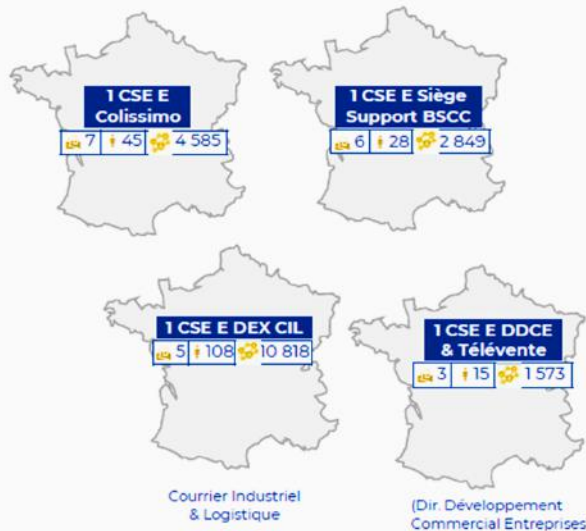 1 CSE E
Colissimo
7 45 4 585
1 CSE E Siège
Support BSCC
6 28 2 849
1 CSE E DEX CIL
5 108 10 818
1 CSE E DDCE
& Télévente
3 15 1 573
Courrier Industriel
& Logistique
(Dir. Développement
Commercial Entreprises